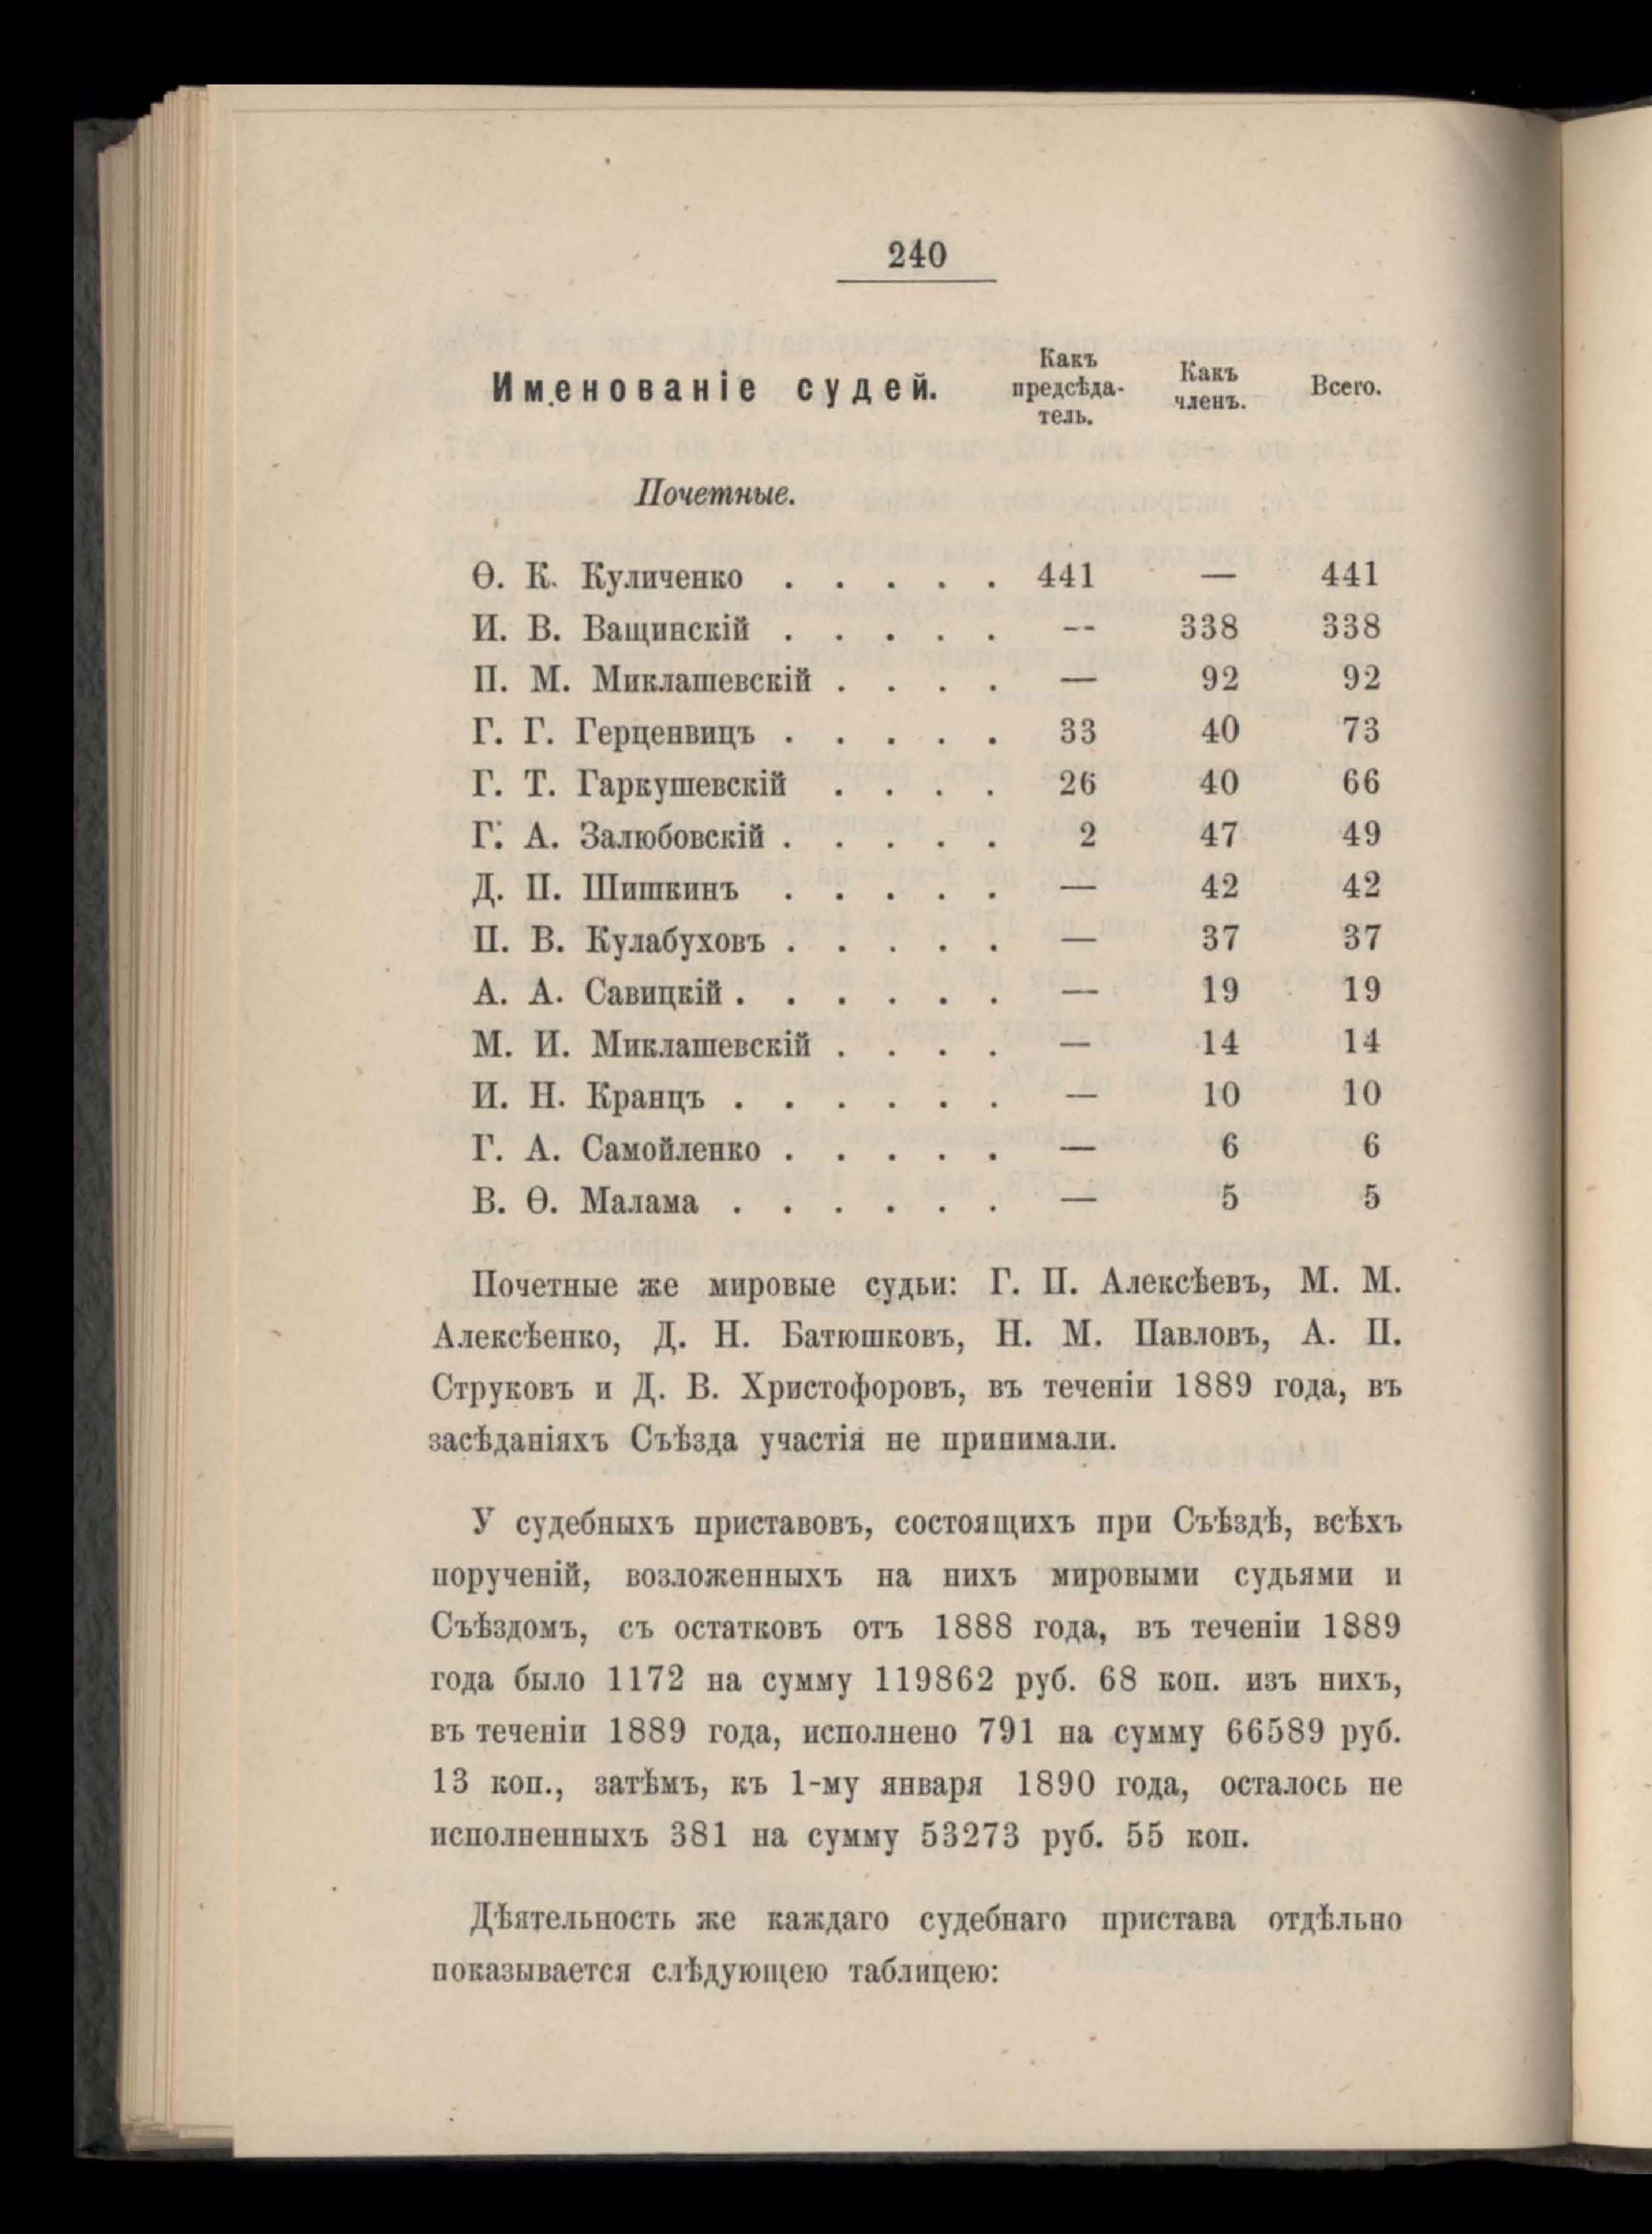 240
Именованіе судей. Какъ предсѣда-тель. Какъ членъ. Всего.
Почетные.
Ѳ. К. Куличенко . . . . . 441 — 441
И. В. Ващинскій . . . . . -- 338 338
П. М. Миклашевскій . . . . — 92 92
Г. Г. Герценвицъ . . . . . 33 40 73
Г. Т. Гаркушевскій . . . . 26 40 66
Г. А. Залюбовскій . . . . . 2 47 49
Д. П. Шишкинъ . . . . . — 42 42
П. В. Кулабуховъ . . . . . — 37 37
А. А. Савицкій . . . . . . — 19 19
М. И. Миклашевскій . . . . — 14 14
И. Н. Кранцъ . . . . . . — 10 10
Г. А. Самойленко . . . . . — 6 6
В. Ѳ. Малама . . . . . . — 5 5
Почетные же мировые судьи: Г. П. Алексѣевъ, М. М.
Алексѣенко, Д. Н. Батюшковъ, Н. М. Павловъ, А. П.
Струковъ и Д. В. Христофоровъ, въ теченіи 1889 года, въ
засѣданіяхъ Съѣзда участія не принимали.
У судебныхъ приставовъ, состоящихъ при Съѣздѣ, всѣхъ
порученій, возложенныхъ на нихъ мировыми судьями и
Съѣздомъ, съ остатковъ отъ 1888 года, въ теченіи 1889
года было 1172 на сумму 119862 руб. 68 коп. изъ нихъ,
въ теченіи 1889 года, исполнено 791 на сумму 66589 руб.
13 коп., затѣмъ, къ 1-му января 1890 года, осталось не
исполненныхъ 381 на сумму 53273 руб. 55 коп.
Дѣятельность же каждаго судебнаго пристава отдѣльно
показывается слѣдующею таблицею: